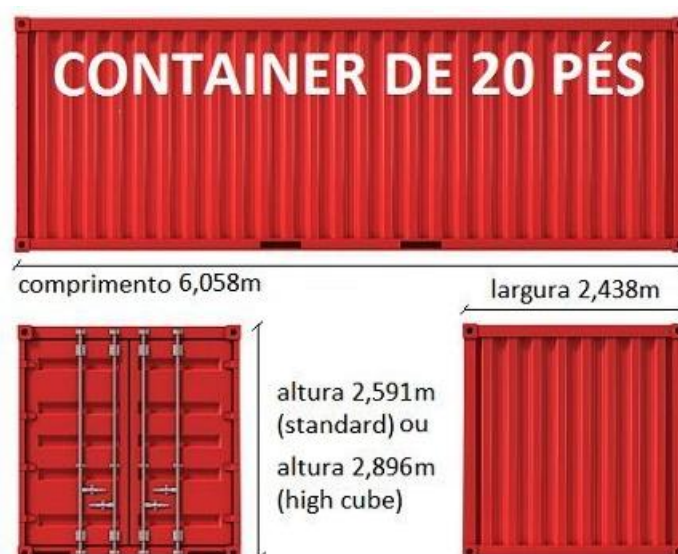 CONTAINER DE 20 PÉS
comprimento 6,058m
largura 2,438m
altura 2,591m
(standard) ou
altura 2,896m
(high cube)